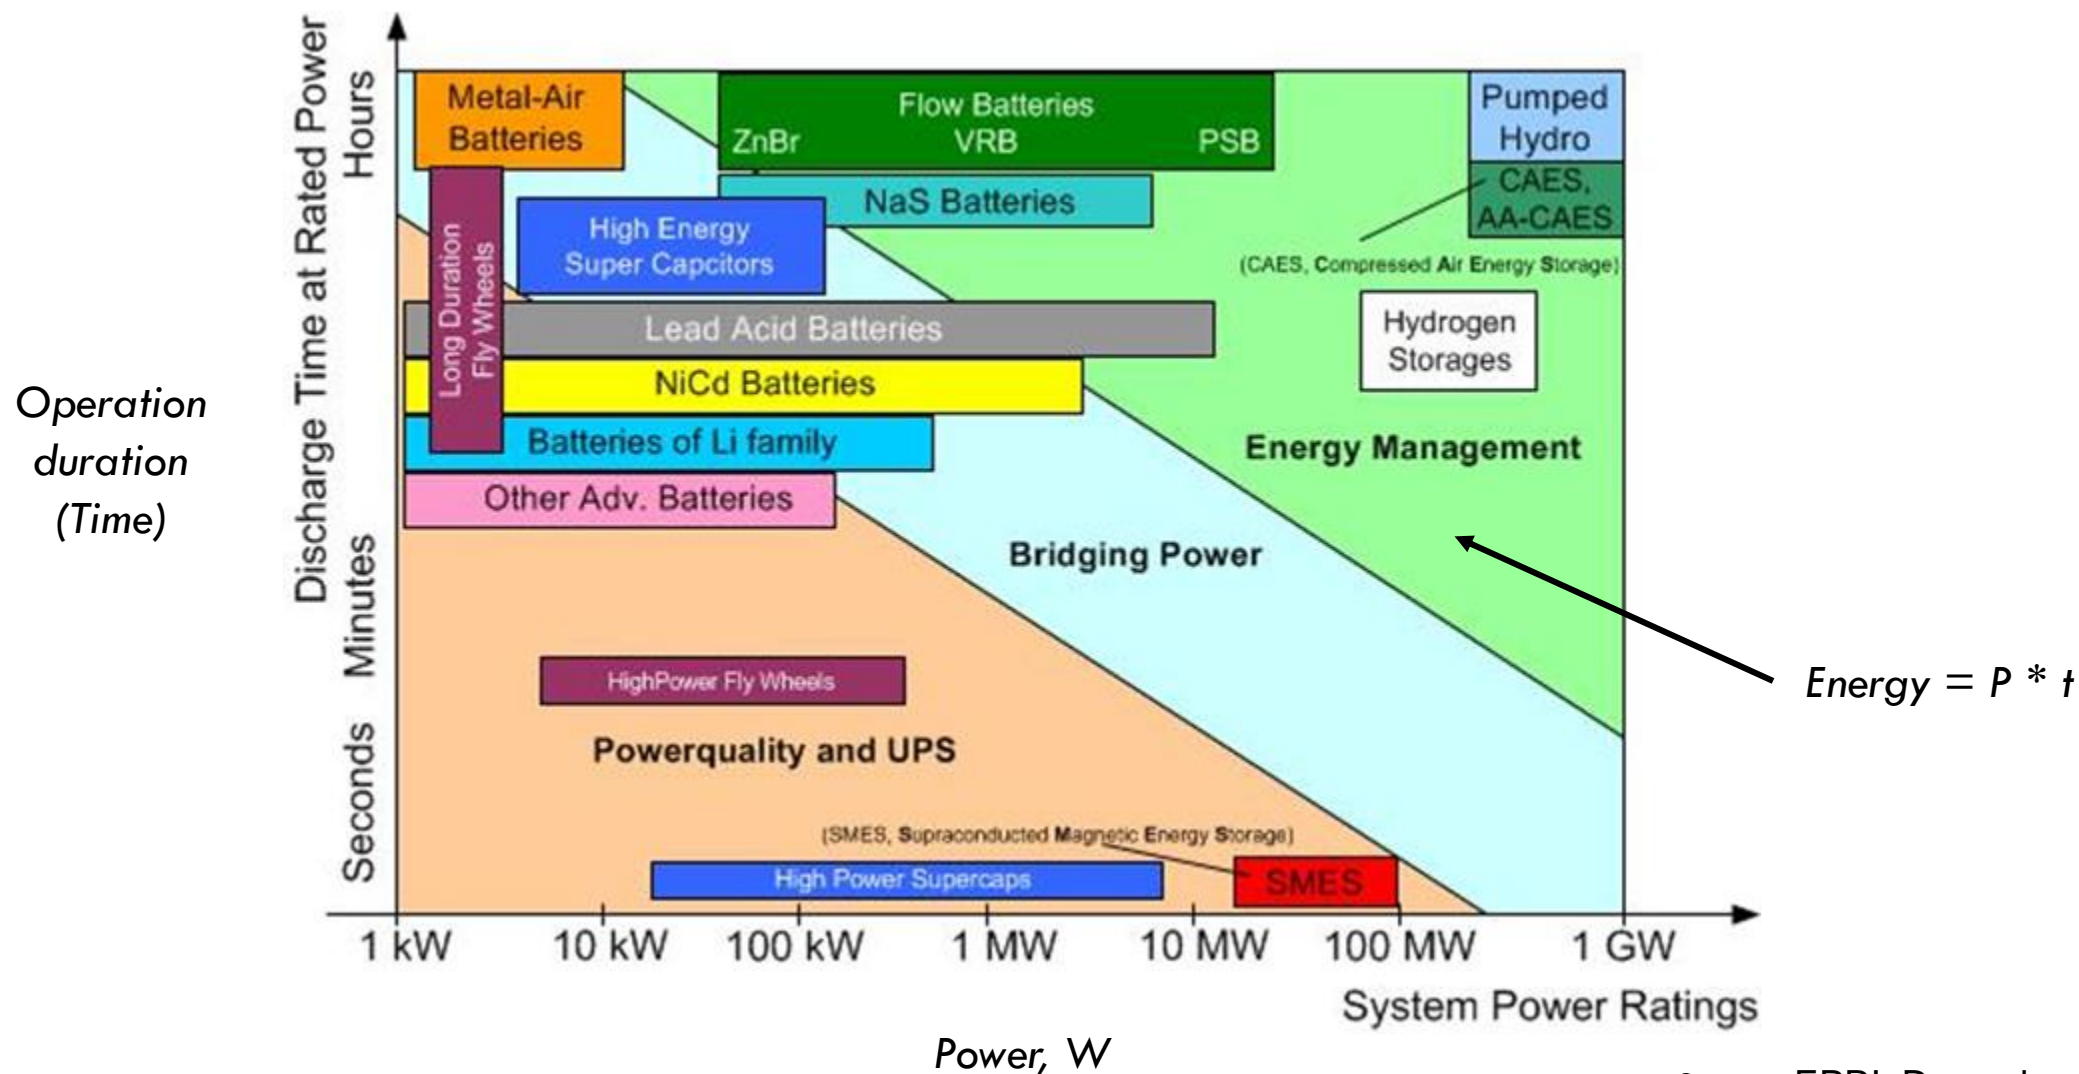 Discharge Time at Rated Power
Hours
Minutes
Seconds
Operation
duration
(Time)
Metal-Air
Batteries
Flow Batteries
ZnBr VRB PSB
Pumped
Hydro
CAES,
AA-CAES
NaS Batteries
High Energy
Super Capcitors
(CAES, Compressed Air Energy Storage)
Long Duration
Fly Wheels
Lead Acid Batteries
Hydrogen
Storages
NiCd Batteries
Batteries of Li family
Energy Management
Other Adv. Batteries
Bridging Power
HighPower Fly Wheels
Energy = P * t
Powerquality and UPS
(SMES, Supraconducted Magnetic Energy Storage)
High Power Supercaps
SMES
1 kW 10 kW 100 kW 1 MW 10 MW 100 MW 1 GW
System Power Ratings
Power, W